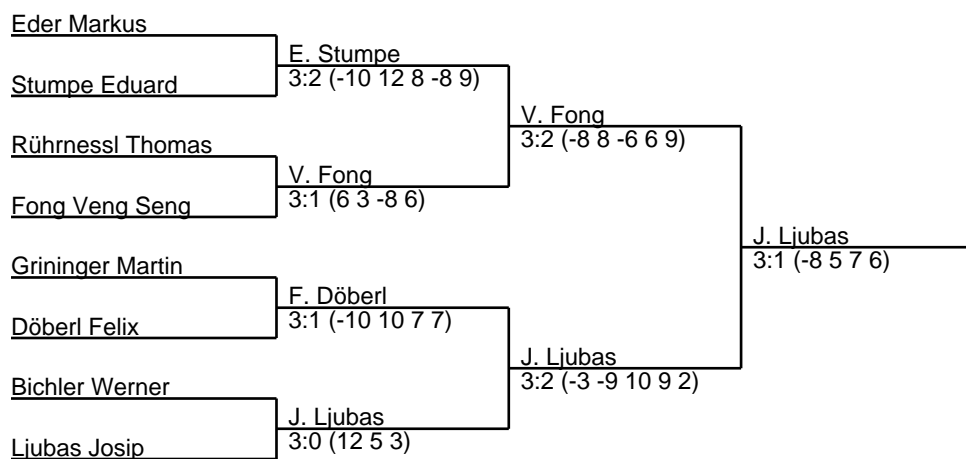 Eder Markus
Stumpe Eduard
Rührnessl Thomas
Fong Veng Seng
Grininger Martin
Döberl Felix
Bichler Werner
Ljubas Josip
E. Stumpe
3:2 (-10 12 8 -8 9)
V. Fong
3:1 (6 3 -8 6)
F. Döberl
3:1 (-10 10 7 7)
J. Ljubas
3:0 (12 5 3)
V. Fong
3:2 (-8 8 -6 6 9)
J. Ljubas
3:2 (-3 -9 10 9 2)
J. Ljubas
3:1 (-8 5 7 6)